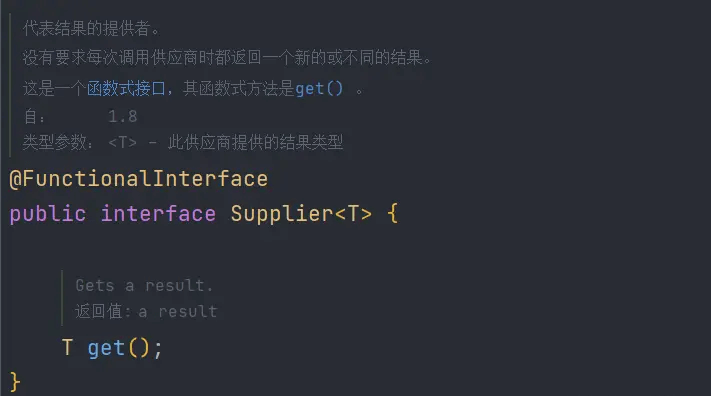 代表结果的提供者。
没有要求每次调用供应商时都返回一个新的或不同的结果。
这是一个函数式接口，其函数式方法是get() 。
自： 1.8
类型参数： <T> – 此供应商提供的结果类型
@FunctionalInterface
public interface Supplier<T> {
Gets a result.
返回值： a result
T get();
}